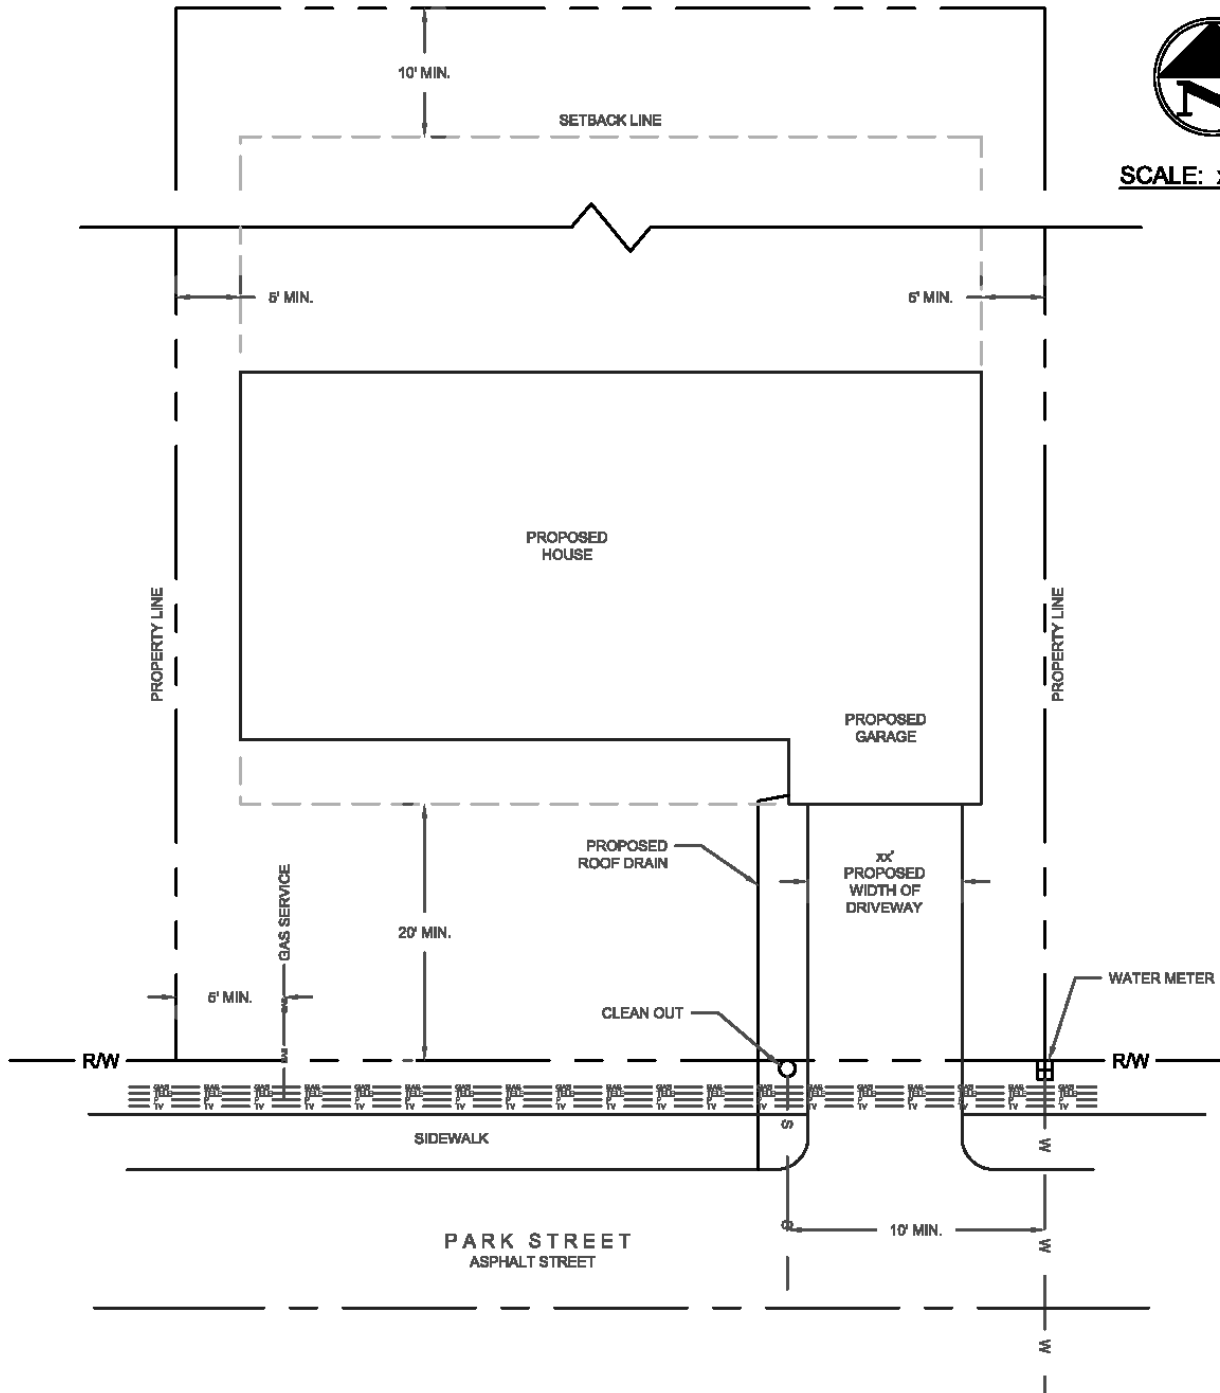 10' MIN.
SETBACK LINE
N
SCALE:
5' MIN.
5' MIN.
PROPOSED
HOUSE
PROPERTY LINE
PROPERTY LINE
PROPOSED
GARAGE
PROPOSED
ROOF DRAIN
xx'
PROPOSED
WIDTH OF
DRIVEWAY
GAS SERVICE
20' MIN.
5' MIN.
WATER METER
CLEAN OUT
R/W
R/W
SIDEWALK
S
W
S
10' MIN.
W
PARK STREET
ASPHALT STREET
W